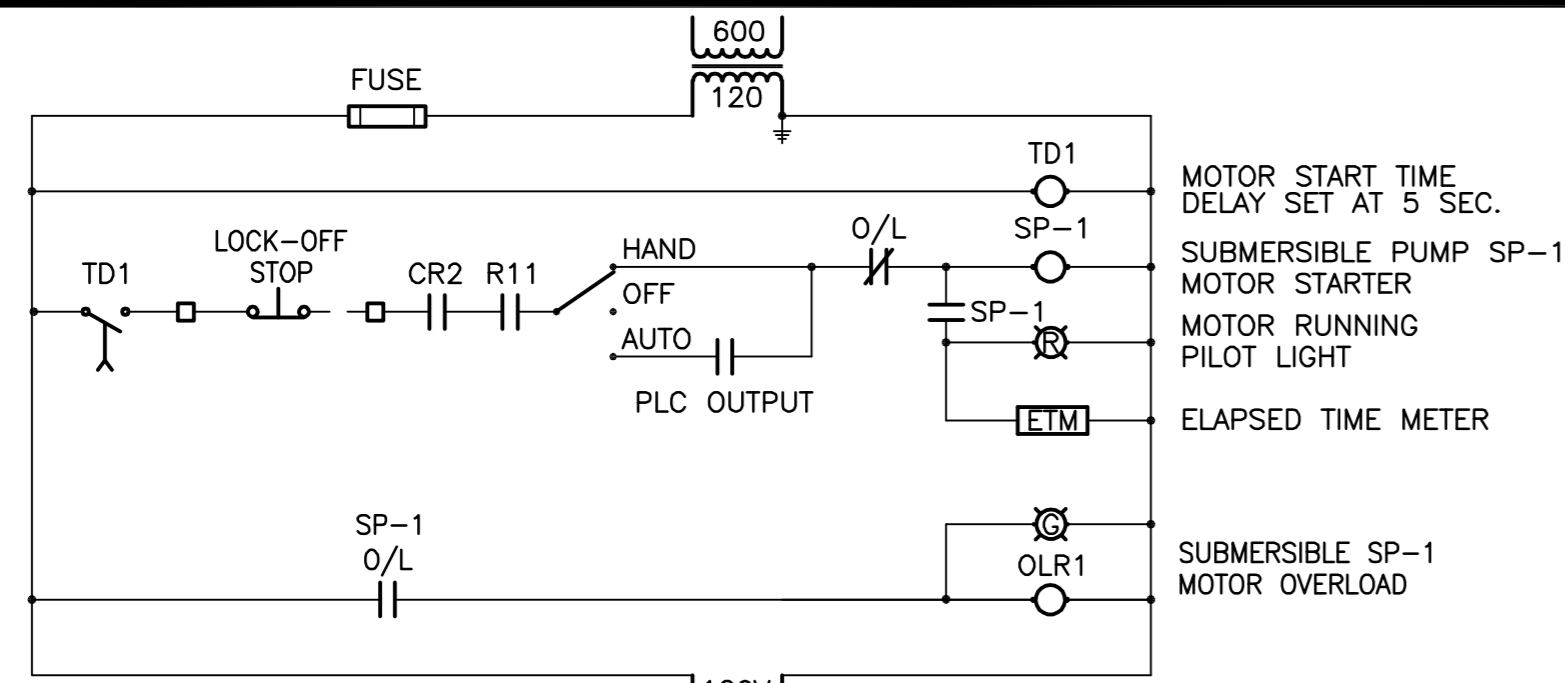 600
120
FUSE
TD1
MOTOR START TIME
DELAY SET AT 5 SEC.
TD1
LOCK-OFF
STOP
CR2
R11
HAND
OFF
AUTO
PLC OUTPUT
O/L
SP-1
SUBMERSIBLE PUMP SP-1
MOTOR STARTER
SP-1
R
MOTOR RUNNING
PILOT LIGHT
ETM
ELAPSED TIME METER
SP-1
O/L
G
OLR1
SUBMERSIBLE SP-1
MOTOR OVERLOAD